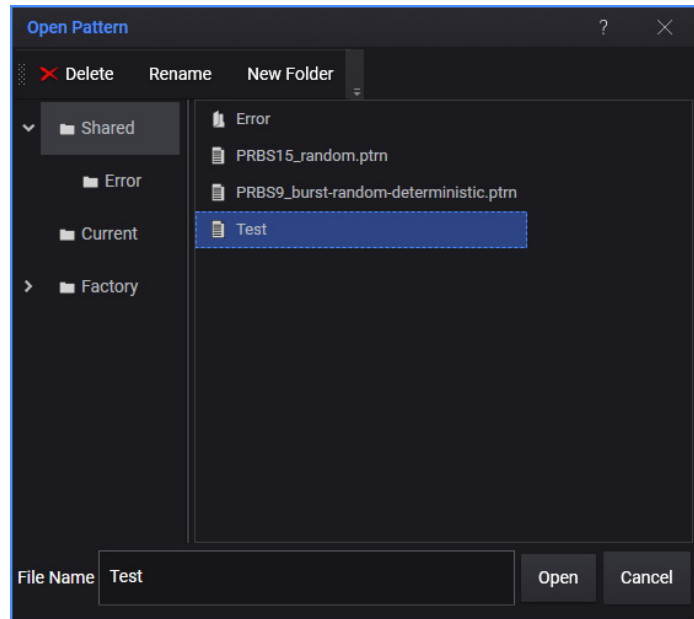 Open Pattern ?
Delete Rename New Folder
Shared
Error
Current
Factory
Error
PRBS15_random.ptrn
PRBS9_burst-random-deterministic.ptrn
Test
File Name Test Open Cancel